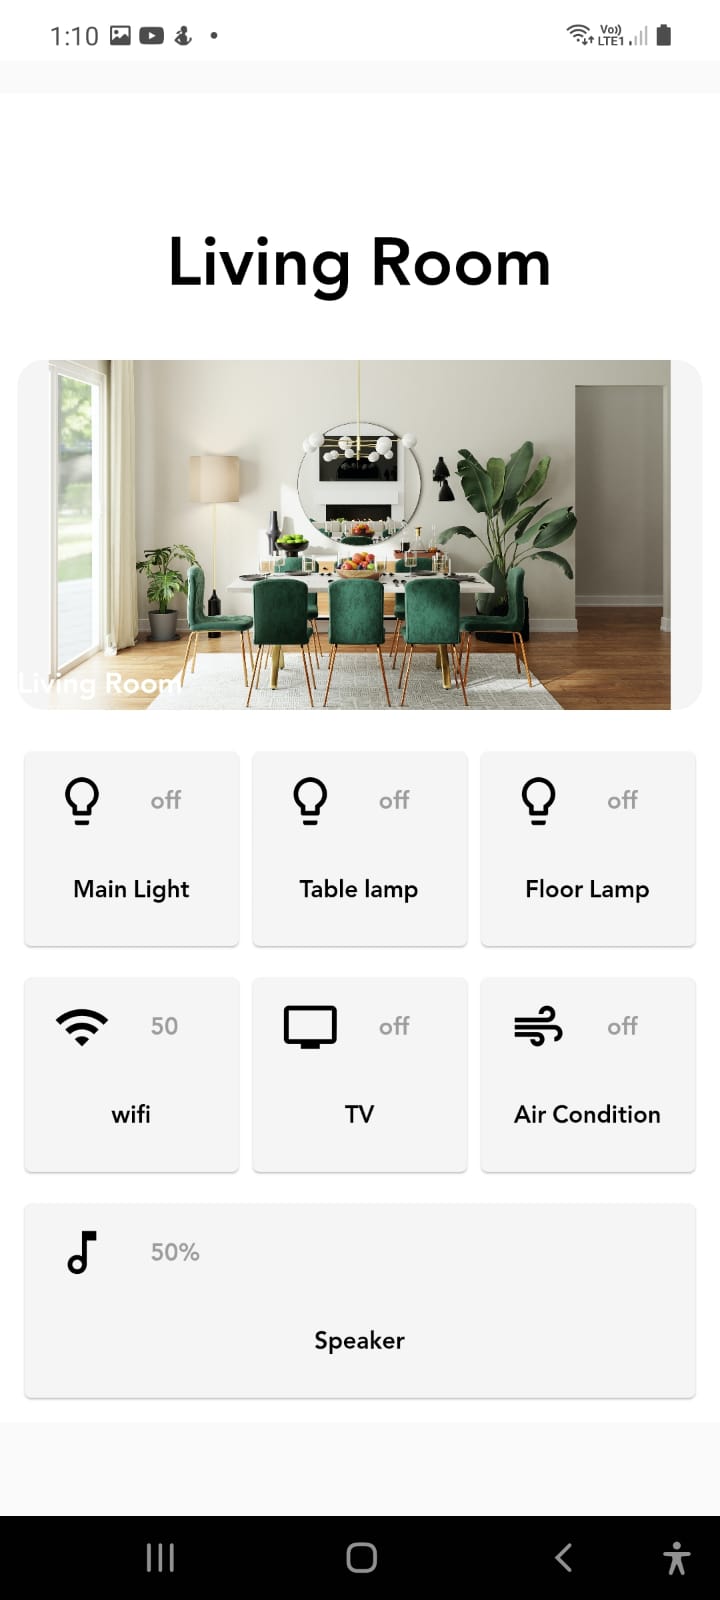 1:10 Vo)) LTE1
Living Room
Living Room
off off off
Main Light Table lamp Floor Lamp
50 off off
wifi TV Air Condition
50%
Speaker